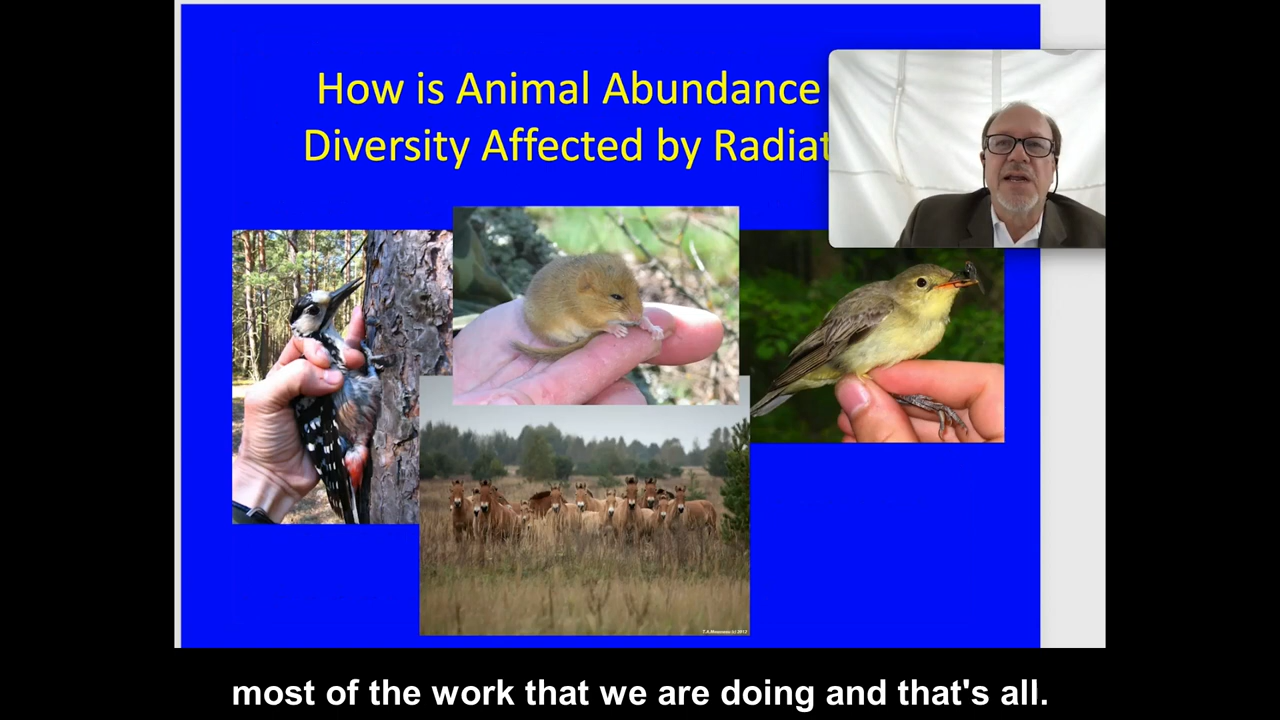 How is Animal Abundance
Diversity Affected by Radiat
most of the work that we are doing and that's all.